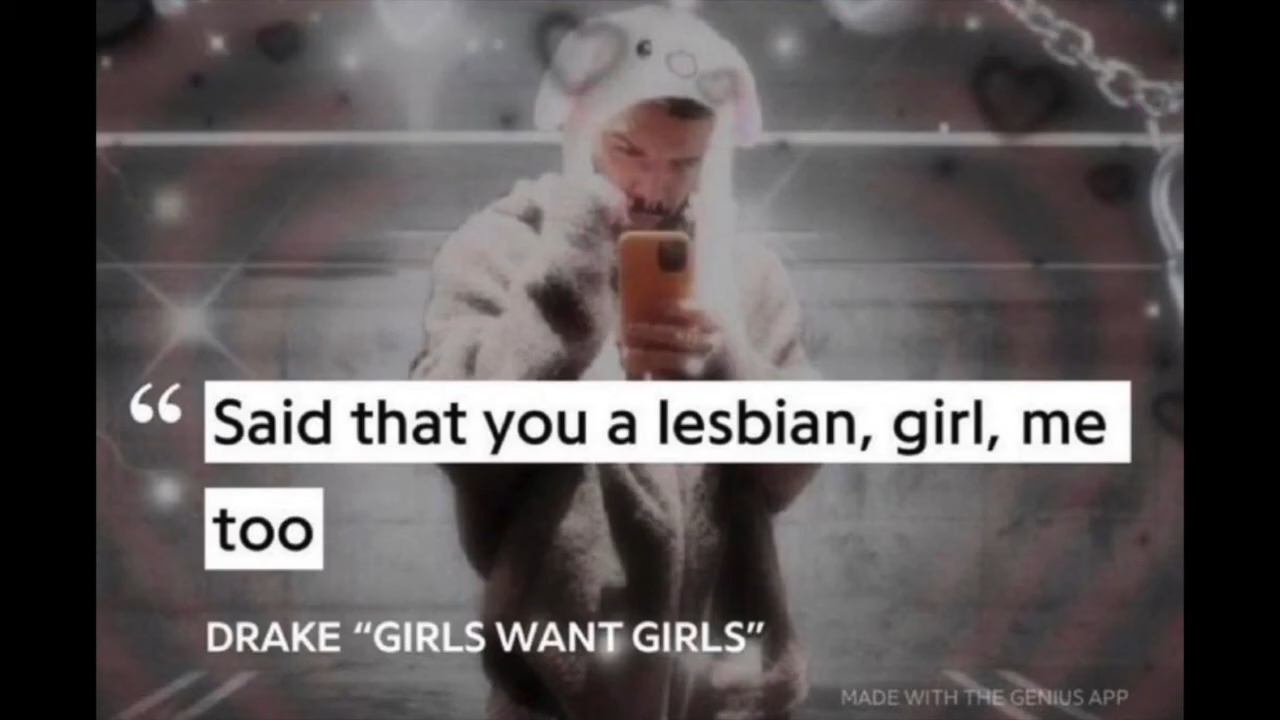 “ Said that you a lesbian, girl, me
too
DRAKE “GIRLS WANT GIRLS”
MADE WITH THE GENIUS APP